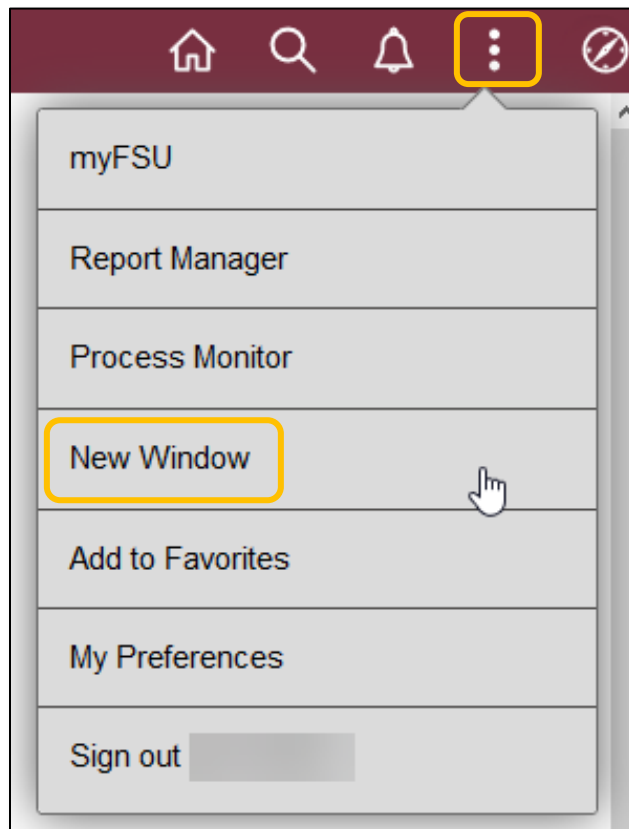 myFSU
Report Manager
Process Monitor
New Window
Add to Favorites
My Preferences
Sign out